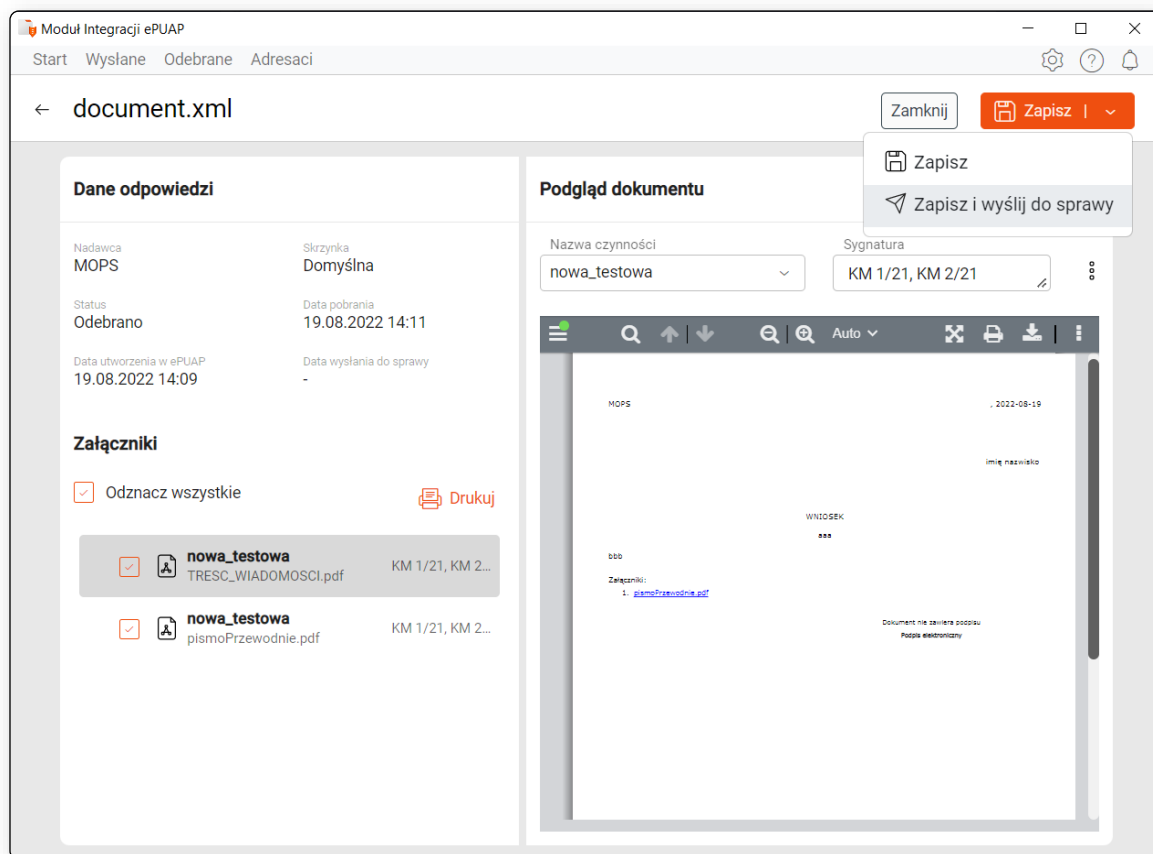 Moduł Integracji ePUAP
Start Wysłane Odebrane Adresaci
document.xml
Zamknij
Zapisz
Zapisz
Zapisz i wyślij do sprawy
Dane odpowiedzi
Nadawca Skrzynka
MOPS Domyślna
Status Data pobrania
Odebrano 19.08.2022 14:11
Data utworzenia w ePUAP Data wysłania do sprawy
19.08.2022 14:09 -
Załączniki
Odznacz wszystkie
Drukuj
nowa_testowa
TRESC_WIADOMOSCI.pdf
KM 1/21, KM 2...
nowa_testowa
pismoPrzewodnie.pdf
KM 1/21, KM 2...
Podgląd dokumentu
Nazwa czynności Sygnatura
nowa_testowa KM 1/21, KM 2/21
Auto
MOPS , 2022-08-19
imię nazwisko
WNIOSEK
aaa
bbb
Załączniki:
1. pismoPrzewodnie.pdf
Dokument nie zawiera podpisu
Podpis elektroniczny